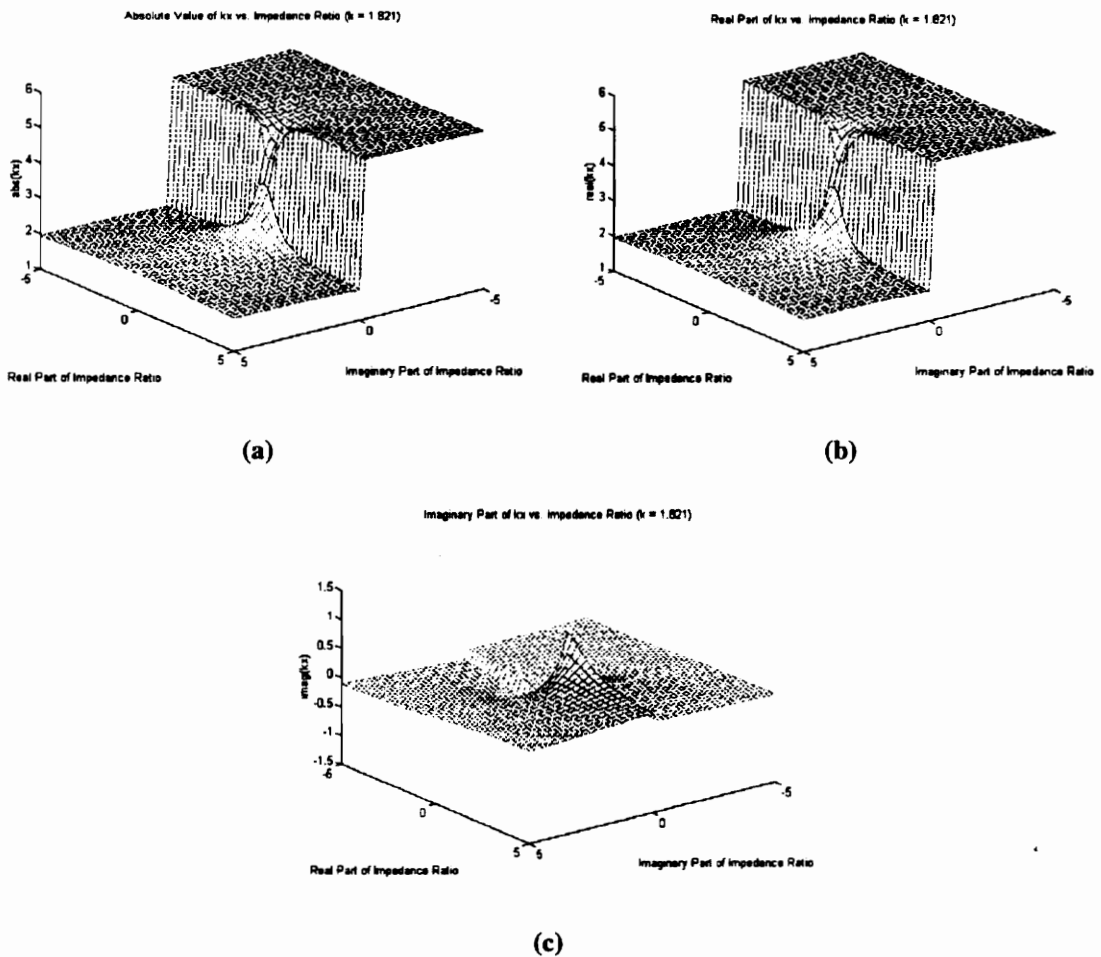 Absolute Value of kx vs. Impedance Ratio (k = 1.821)
6
5
4
3
2
1
abs(kx)
-5
0
5
5
0
-5
Real Part of Impedance Ratio
Imaginary Part of Impedance Ratio
(a)
Real Part of kx vs. Impedance Ratio (k = 1.821)
6
5
4
3
2
1
real(kx)
-5
0
5
5
0
-5
Real Part of Impedance Ratio
Imaginary Part of Impedance Ratio
(b)
Imaginary Part of kx vs. Impedance Ratio (k = 1.821)
1.5
1
0.5
0
-0.5
-1
-1.5
imag(kx)
-5
0
5
5
0
-5
Real Part of Impedance Ratio
Imaginary Part of Impedance Ratio
(c)